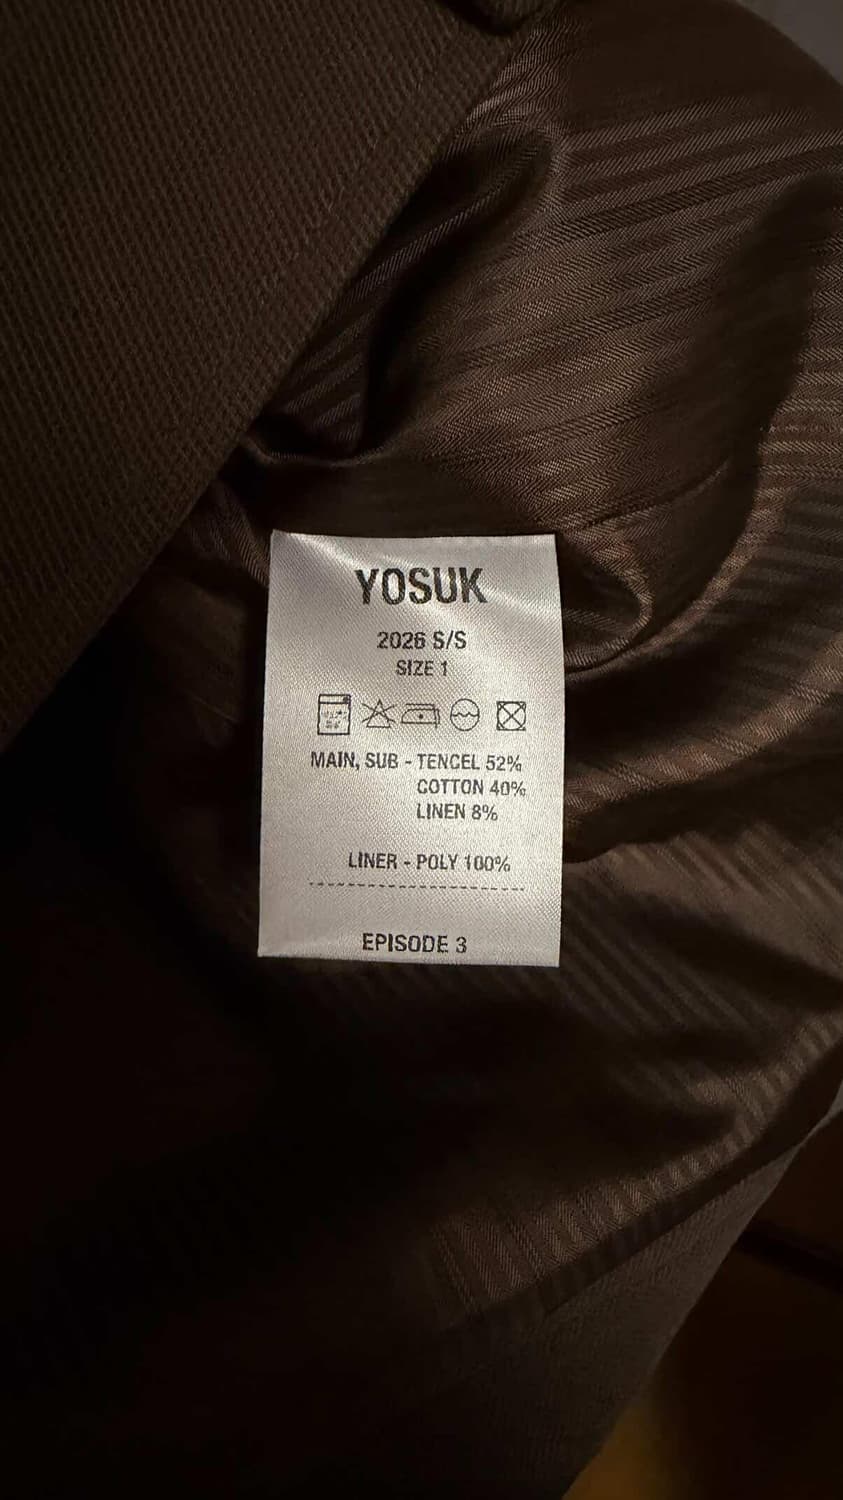 YOSUK
2026 S/S
SIZE 1
MAIN, SUB - TENCEL 52%
COTTON 40%
LINEN 8%
LINER - POLY 100%
EPISODE 3